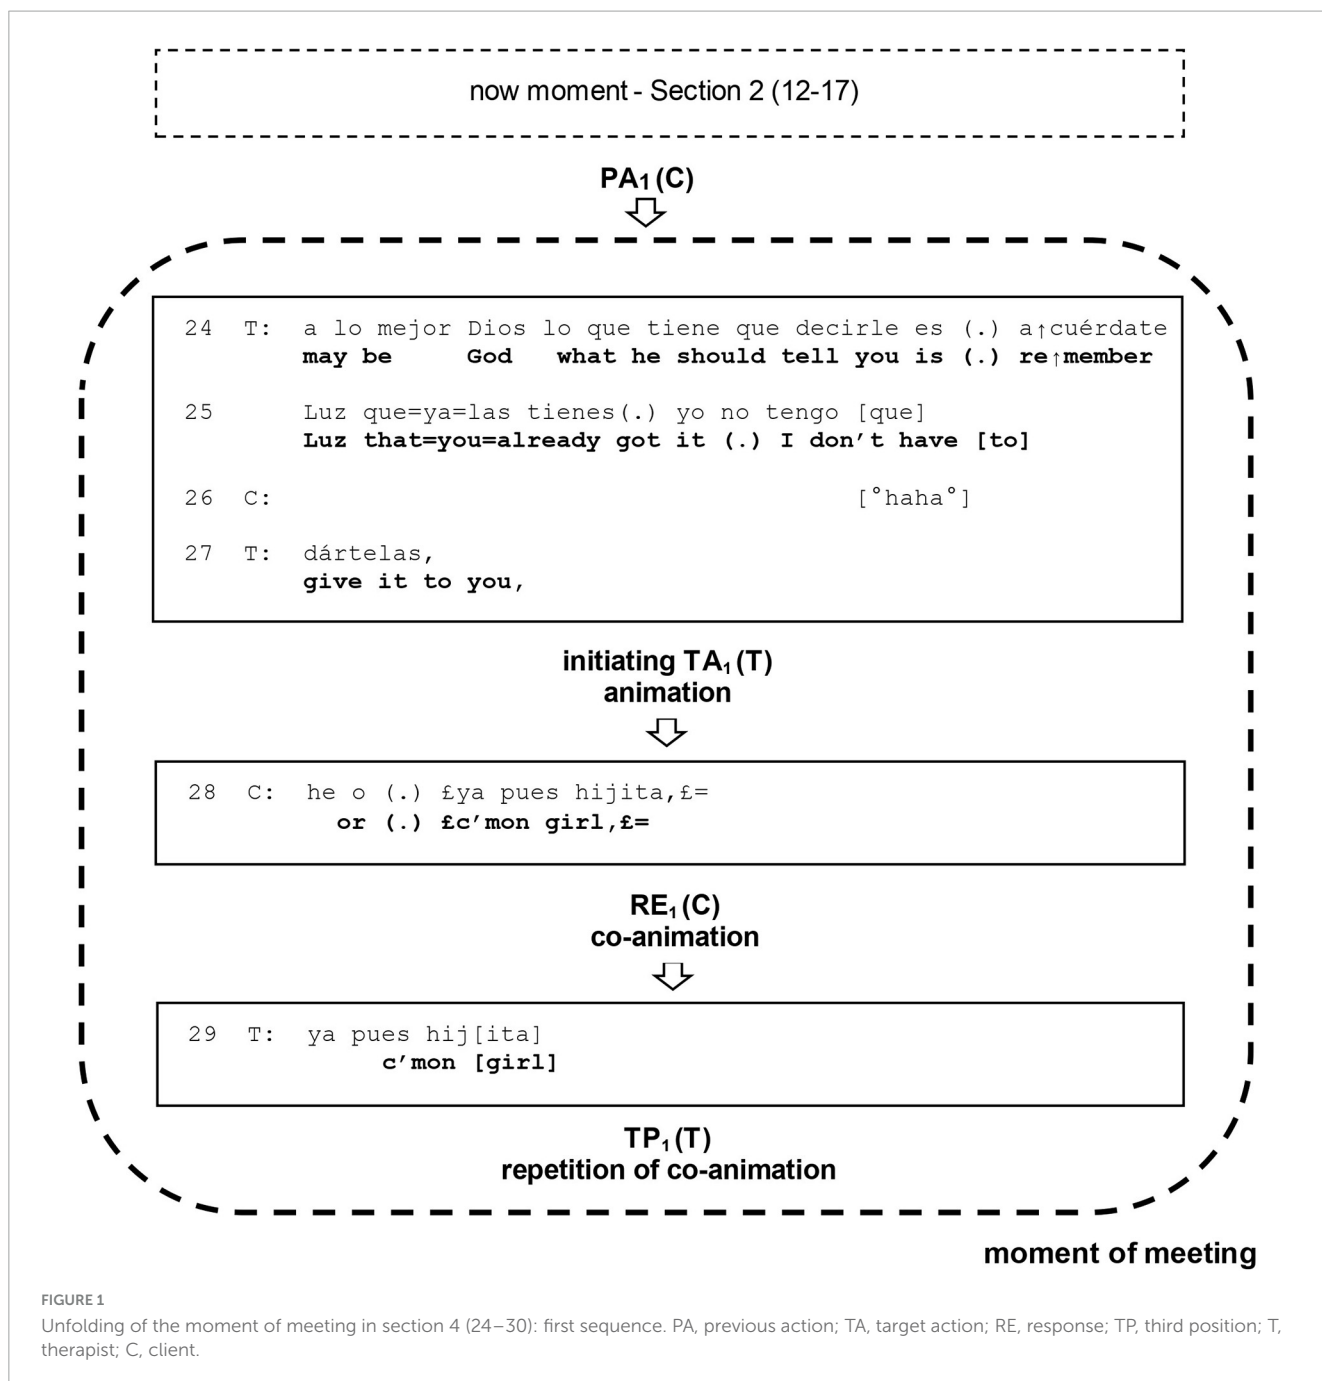 now moment - Section 2 (12-17)
PA₁(C)
24 T: a lo mejor Dios lo que tiene que decirle es (.) a↑cuérdate
may be God what he should tell you is (.) re↑member
25 Luz que=ya=las tienes(.) yo no tengo [que]
Luz that=you=already got it (.) I don’t have [to]
26 C: [°haha°]
27 T: dártelas,
give it to you,
initiating TA₁(T)
animation
28 C: he o (.) £ya pues hijita,£=
or (.) £c’mon girl,£=
RE₁(C)
co-animation
29 T: ya pues hij[ita]
c’mon [girl]
TP₁(T)
repetition of co-animation
moment of meeting
FIGURE 1
Unfolding of the moment of meeting in section 4 (24–30): first sequence. PA, previous action; TA, target action; RE, response; TP, third position; T,
therapist; C, client.